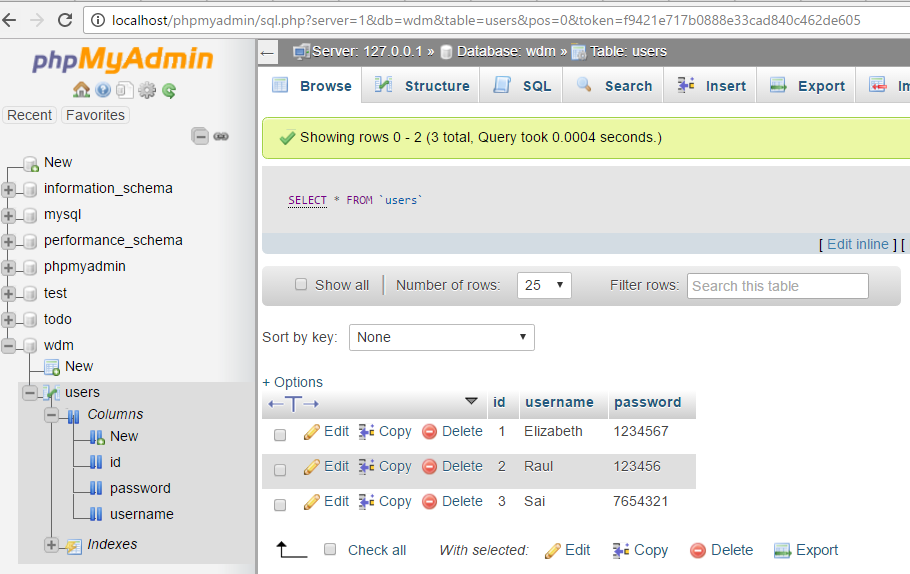 localhost/phpmyadmin/sql.php?server=1&db=wdm&table=users&pos=0&token=f9421e717b0888e33cad840c462de605
phpMyAdmin
Recent Favorites
New
information_schema
mysql
performance_schema
phpmyadmin
test
todo
wdm
New
users
Columns
New
id
password
username
Indexes
← Server: 127.0.0.1 » Database: wdm » Table: users
Browse Structure SQL Search Insert Export Im
Showing rows 0 - 2 (3 total, Query took 0.0004 seconds.)
SELECT * FROM `users`
[ Edit inline ] [
Show all Number of rows: 25 Filter rows: Search this table
Sort by key: None
+ Options
←T→ id username password
Edit Copy Delete 1 Elizabeth 1234567
Edit Copy Delete 2 Raul 123456
Edit Copy Delete 3 Sai 7654321
Check all With selected: Edit Copy Delete Export